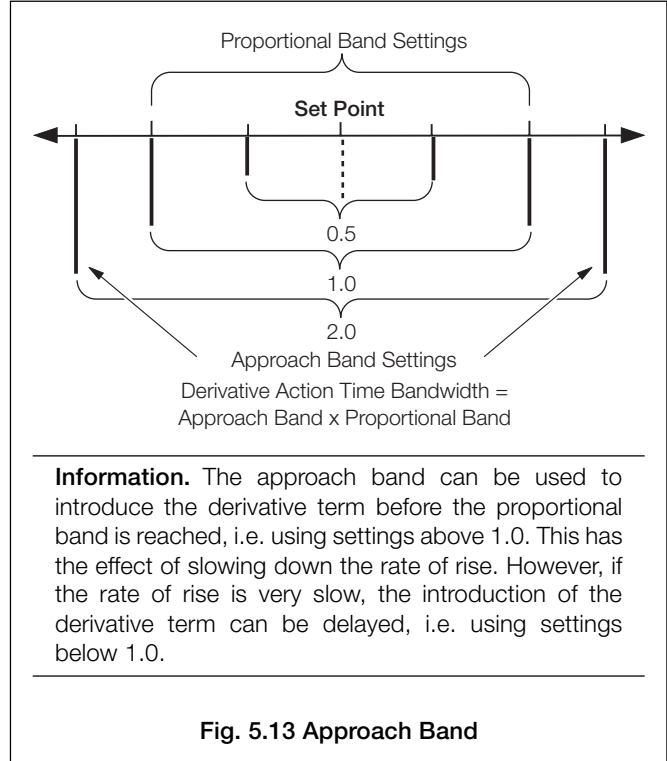 Proportional Band Settings
Set Point
0.5
1.0
2.0
Approach Band Settings
Derivative Action Time Bandwidth =
Approach Band x Proportional Band
Information. The approach band can be used to
introduce the derivative term before the proportional
band is reached, i.e. using settings above 1.0. This has
the effect of slowing down the rate of rise. However, if
the rate of rise is very slow, the introduction of the
derivative term can be delayed, i.e. using settings
below 1.0.
Fig. 5.13 Approach Band